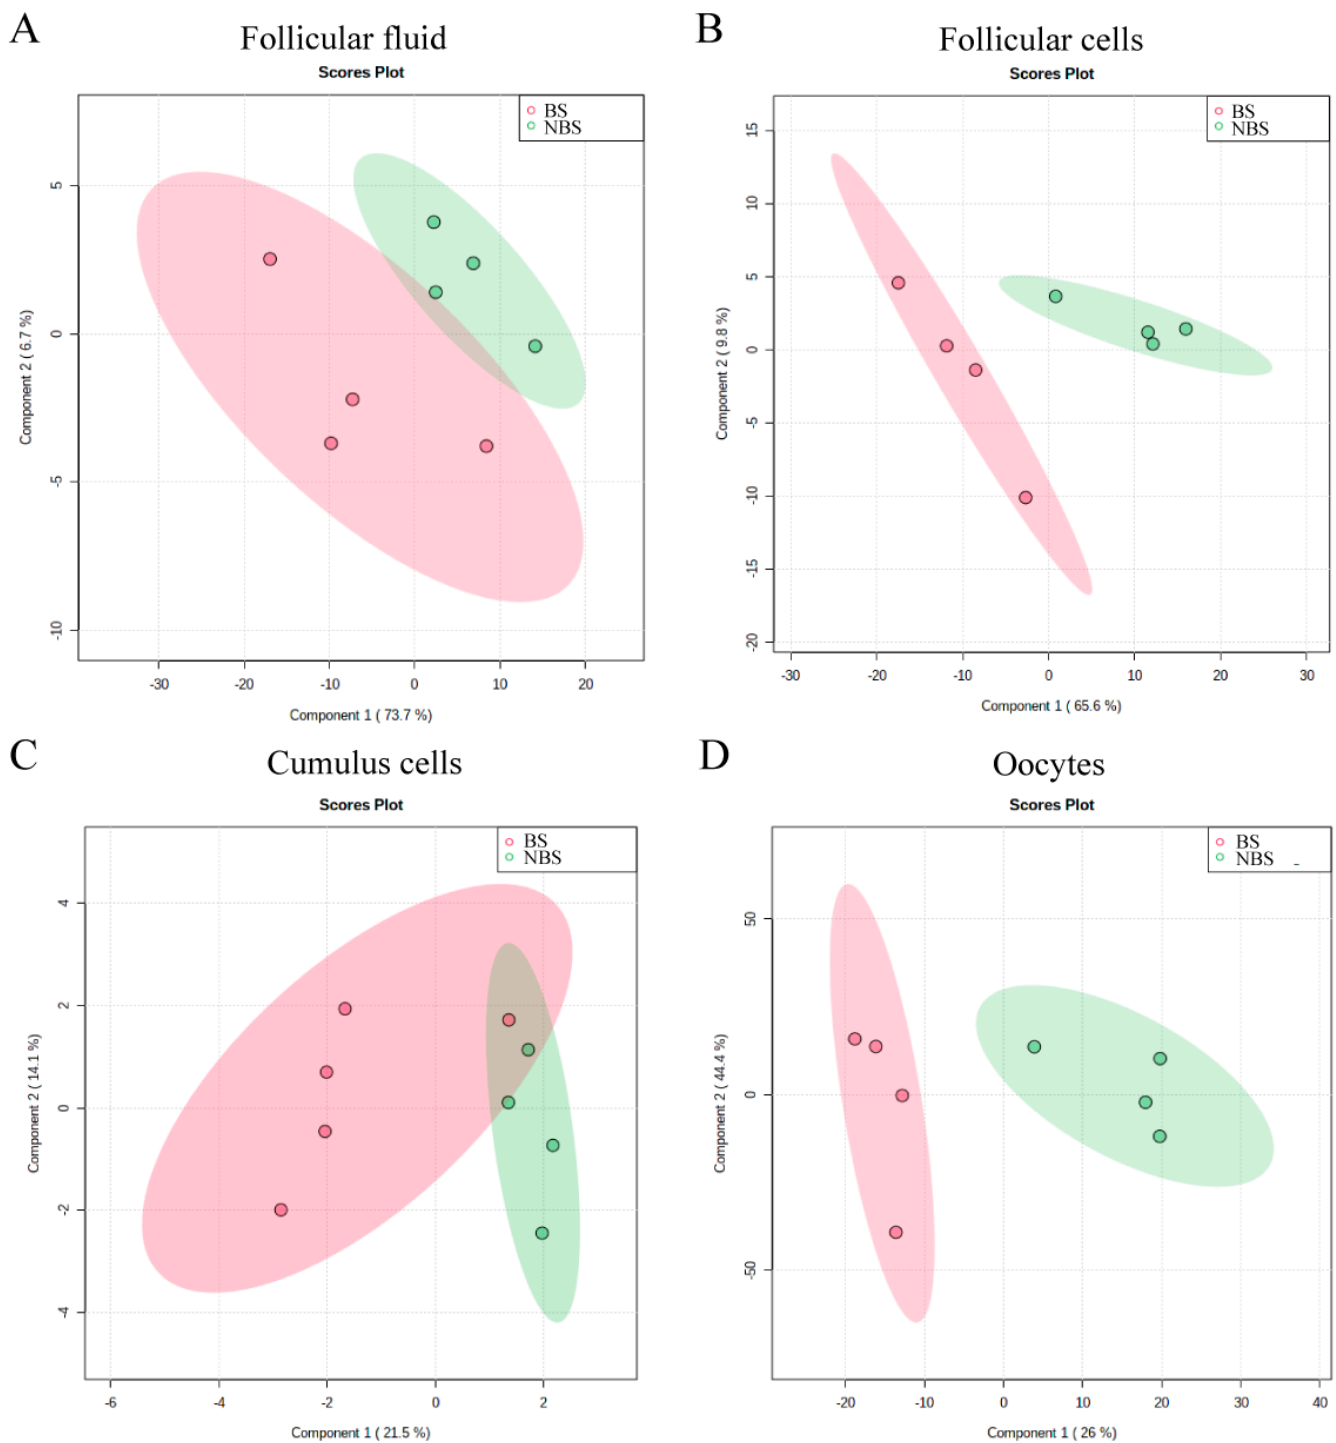 A
Follicular fluid
Scores Plot
BS
NBS
5
0
-5
-10
Component 2 ( 6.7 %)
-30
-20
-10
0
10
20
Component 1 ( 73.7 %)
B
Follicular cells
Scores Plot
BS
NBS
15
10
5
0
-5
-10
-15
-20
Component 2 ( 9.8 %)
-30
-20
-10
0
10
20
30
Component 1 ( 65.6 %)
C
Cumulus cells
Scores Plot
BS
NBS
4
2
0
-2
-4
Component 2 ( 14.1 %)
-6
-4
-2
0
2
Component 1 ( 21.5 %)
D
Oocytes
Scores Plot
BS
NBS
50
0
-50
Component 2 ( 44.4 %)
-20
-10
0
10
20
30
40
Component 1 ( 26 %)